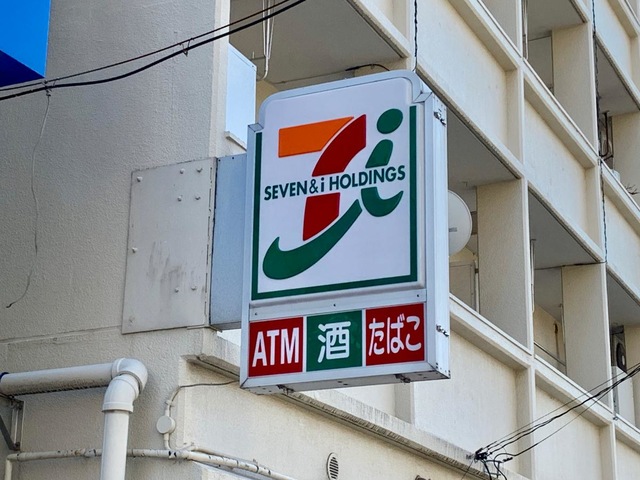 SEVEN&i HOLDINGS
ATM 酒 たばこ